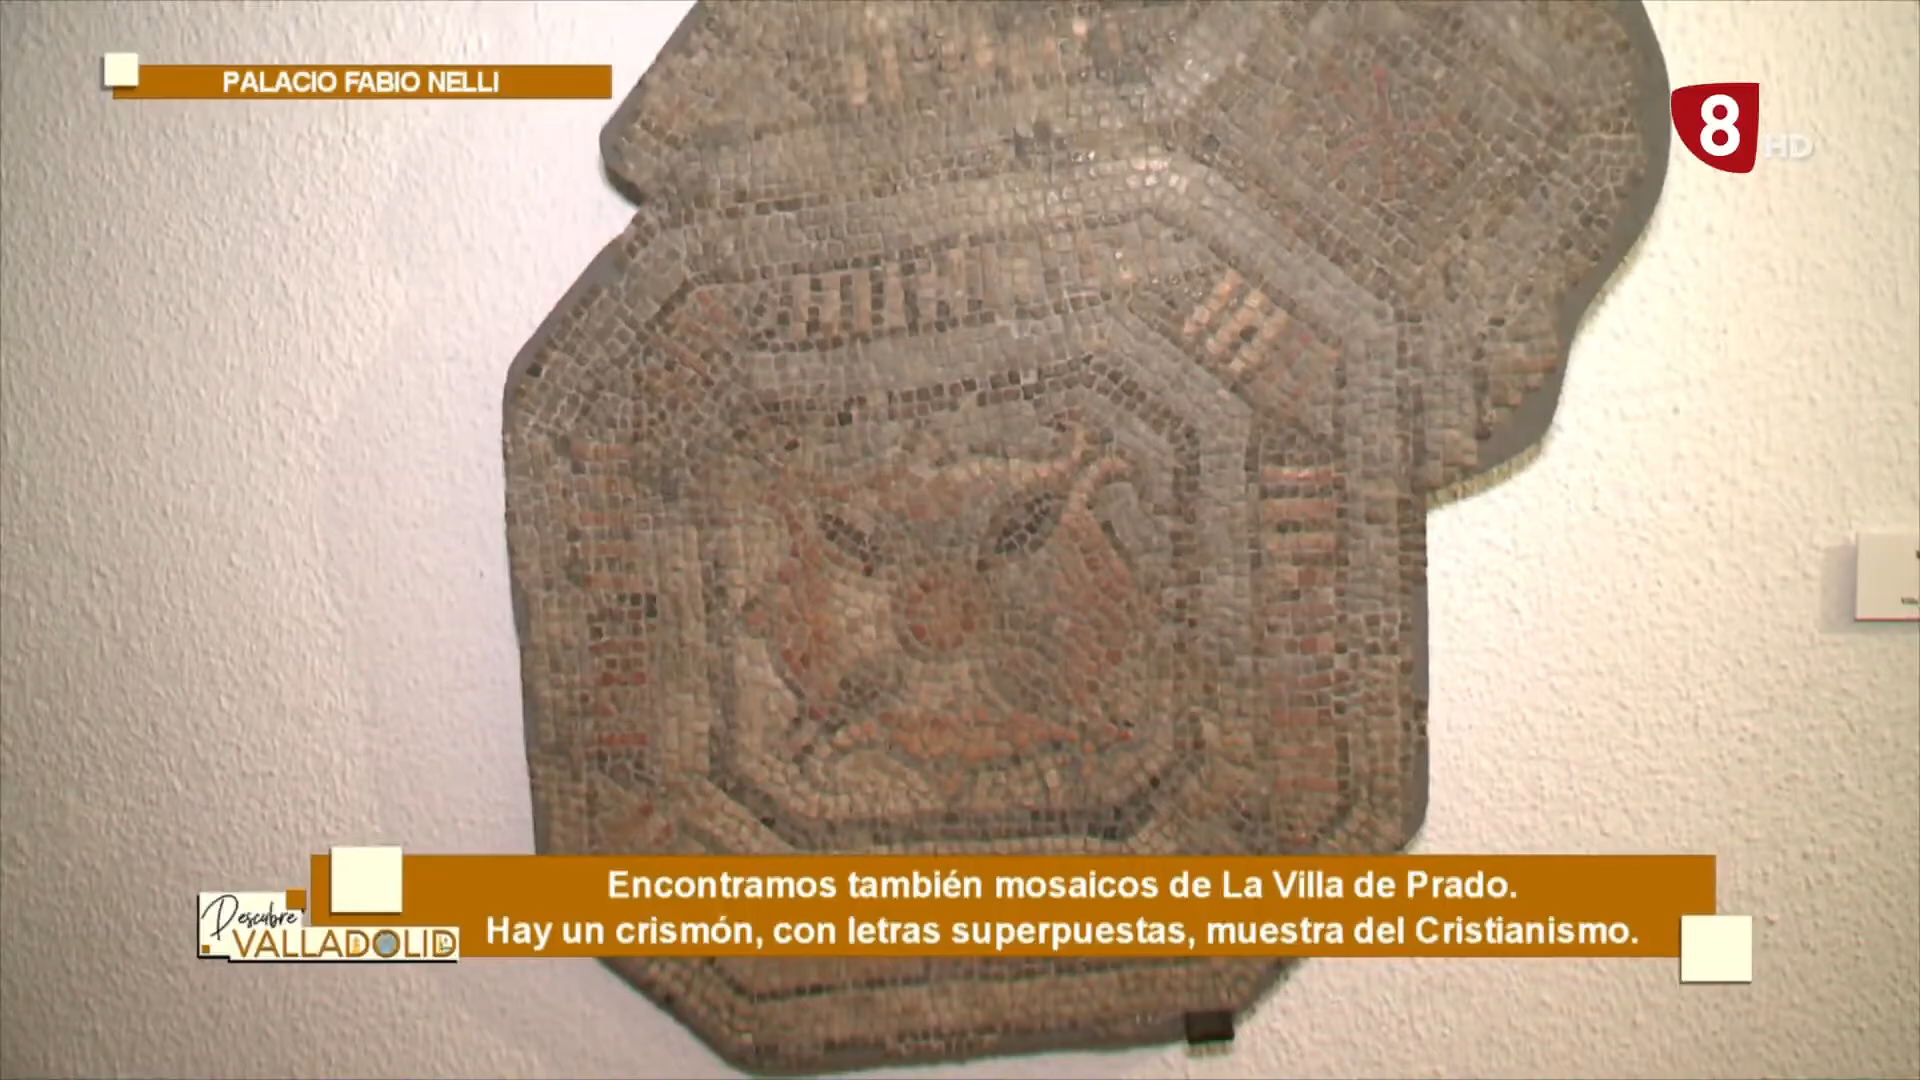 PALACIO FABIO NELLI
8
HD
Encontramos también mosaicos de La Villa de Prado.
Hay un crismón, con letras superpuestas, muestra del Cristianismo.
Descubre
VALLADOLID